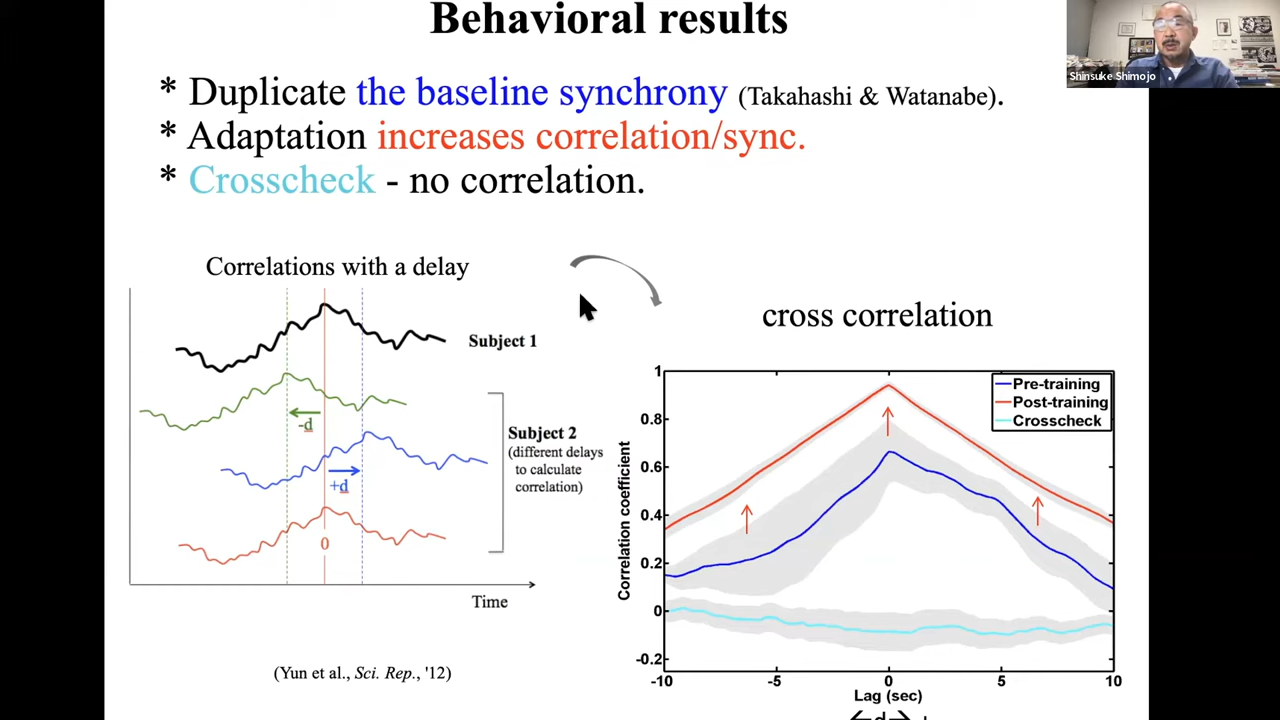 Behavioral results
Shinsuke Shimojo
* Duplicate the baseline synchrony (Takahashi & Watanabe).
* Adaptation increases correlation/sync.
* Crosscheck - no correlation.
Correlations with a delay
Subject 1
-d
Subject 2
(different delays
to calculate
correlation)
+d
0
Time
(Yun et al., Sci. Rep., '12)
cross correlation
Pre-training
Post-training
Crosscheck
Correlation coefficient
1
0.8
0.6
0.4
0.2
0
-0.2
-10 -5 0 5 10
Lag (sec)